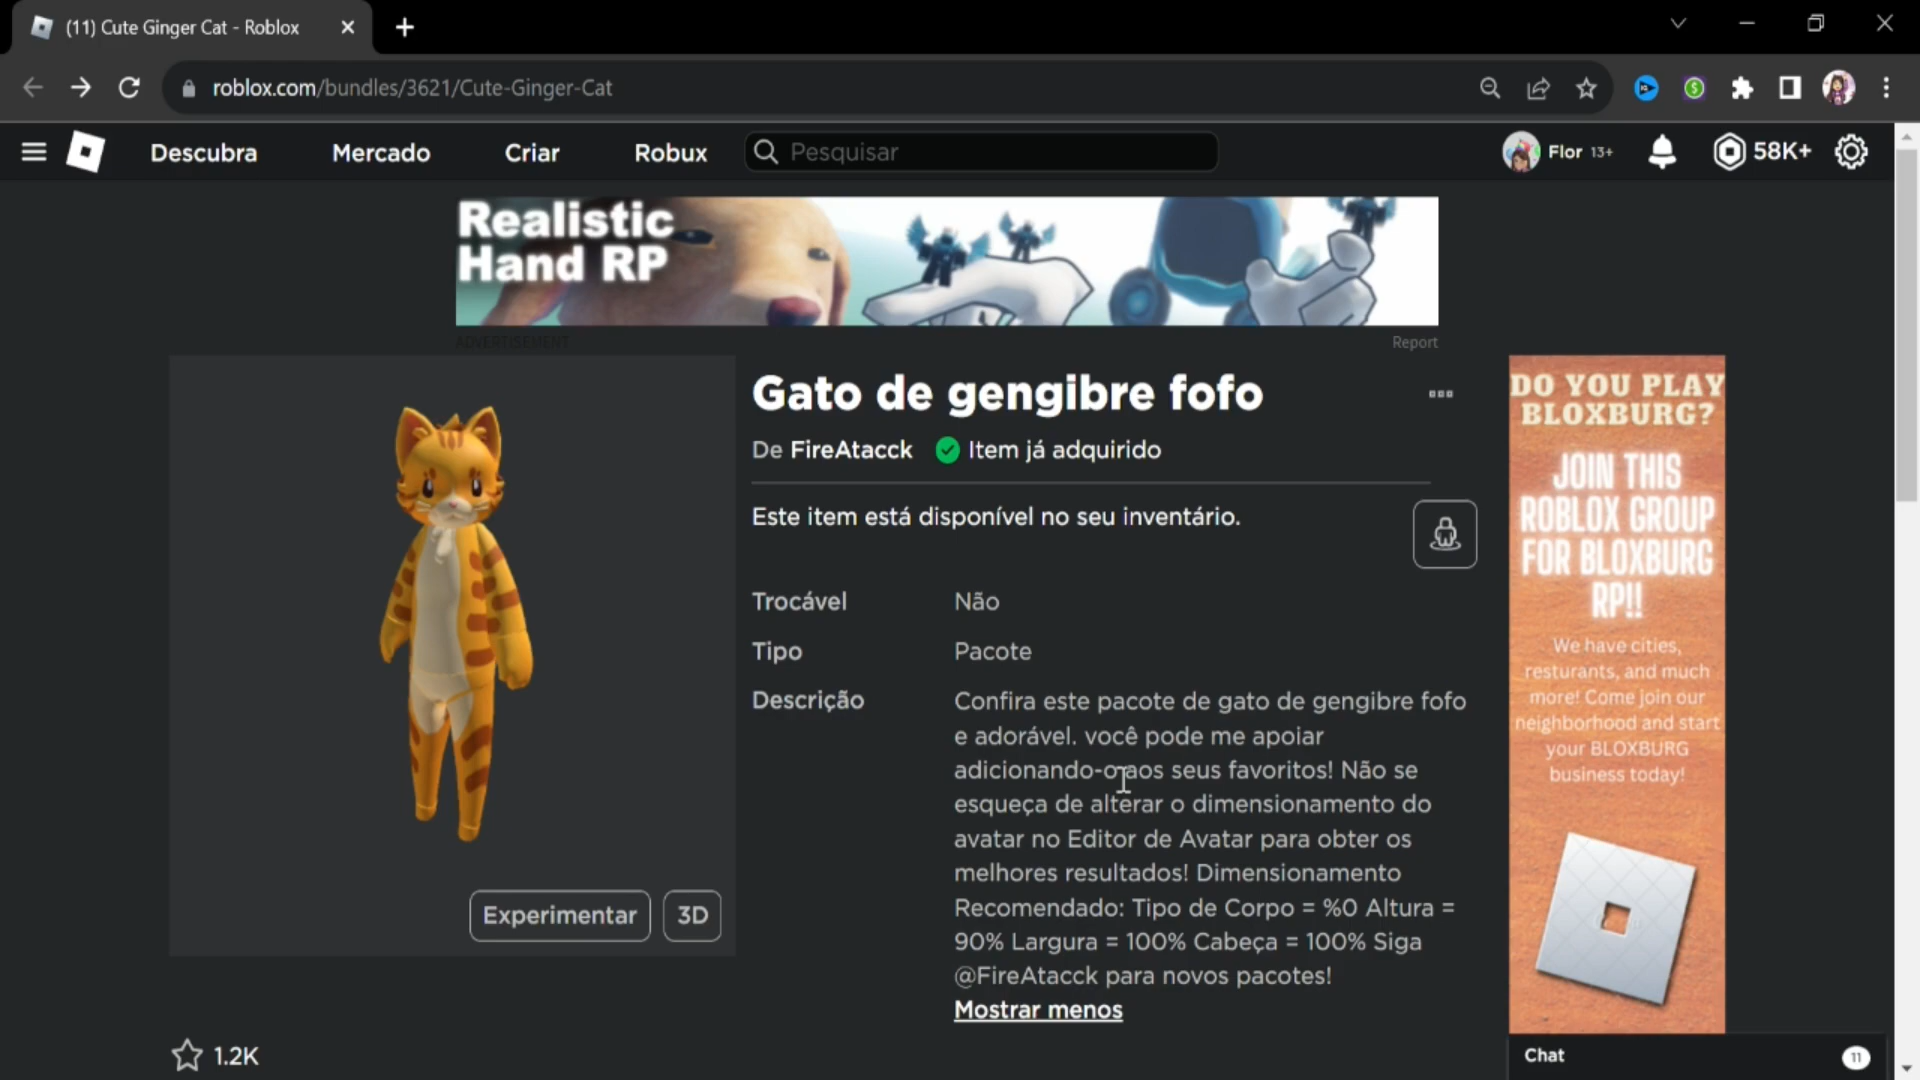 (11) Cute Ginger Cat - Roblox
roblox.com/bundles/3621/Cute-Ginger-Cat
Descubra
Mercado
Criar
Robux
Pesquisar
Flor 13+
58K+
Realistic
Hand RP
ADVERTISEMENT
Report
Gato de gengibre fofo
De FireAtacck
Item já adquirido
Este item está disponível no seu inventário.
Trocável
Não
Tipo
Pacote
Descrição
Confira este pacote de gato de gengibre fofo
e adorável. você pode me apoiar
adicionando-o aos seus favoritos! Não se
esqueça de alterar o dimensionamento do
avatar no Editor de Avatar para obter os
melhores resultados! Dimensionamento
Recomendado: Tipo de Corpo = %0 Altura =
90% Largura = 100% Cabeça = 100% Siga
@FireAtacck para novos pacotes!
Mostrar menos
Experimentar
3D
1.2K
DO YOU PLAY
BLOXBURG?
JOIN THIS
ROBLOX GROUP
FOR BLOXBURG
RP!!
We have cities,
resturants, and much
more! Come join our
neighborhood and start
your BLOXBURG
business today!
Chat
11